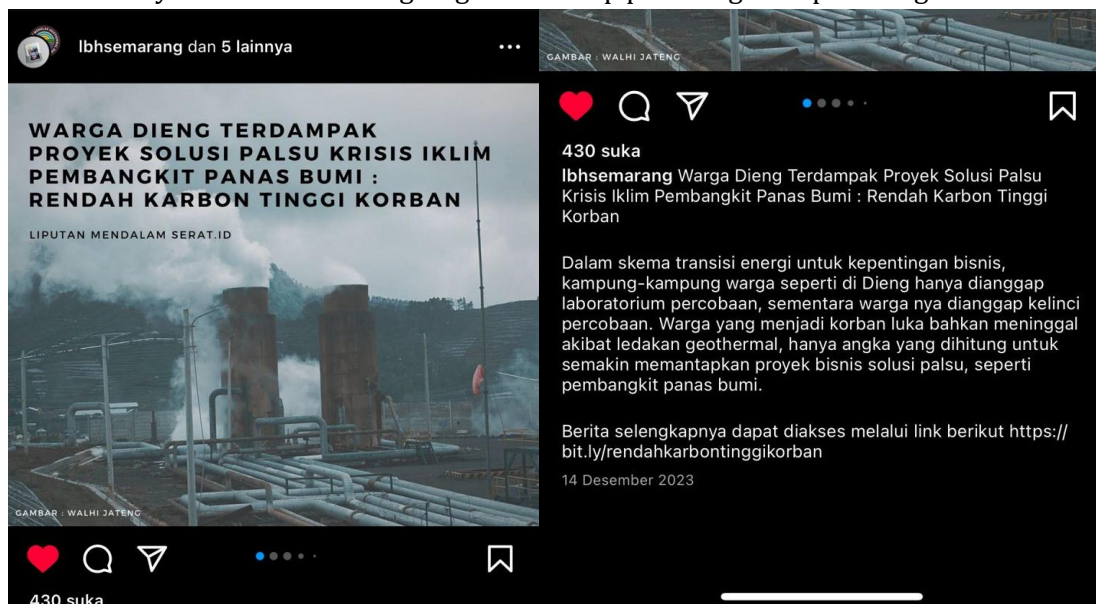 lbhsemarang dan 5 lainnya
WARGA DIENG TERDAMPAK
PROYEK SOLUSI PALSU KRISIS IKLIM
PEMBANGKIT PANAS BUMI :
RENDAH KARBON TINGGI KORBAN
LIPUTAN MENDALAM SERAT.ID
GAMBAR : WALHI JATENG
430 suka
GAMBAR : WALHI JATENG
430 suka
lbhsemarang Warga Dieng Terdampak Proyek Solusi Palsu
Krisis Iklim Pembangkit Panas Bumi : Rendah Karbon Tinggi
Korban
Dalam skema transisi energi untuk kepentingan bisnis,
kampung-kampung warga seperti di Dieng hanya dianggap
laboratorium percobaan, sementara warga nya dianggap kelinci
percobaan. Warga yang menjadi korban luka bahkan meninggal
akibat ledakan geothermal, hanya angka yang dihitung untuk
semakin memantapkan proyek bisnis solusi palsu, seperti
pembangkit panas bumi.
Berita selengkapnya dapat diakses melalui link berikut https://
bit.ly/rendahkarbontinggikorban
14 Desember 2023